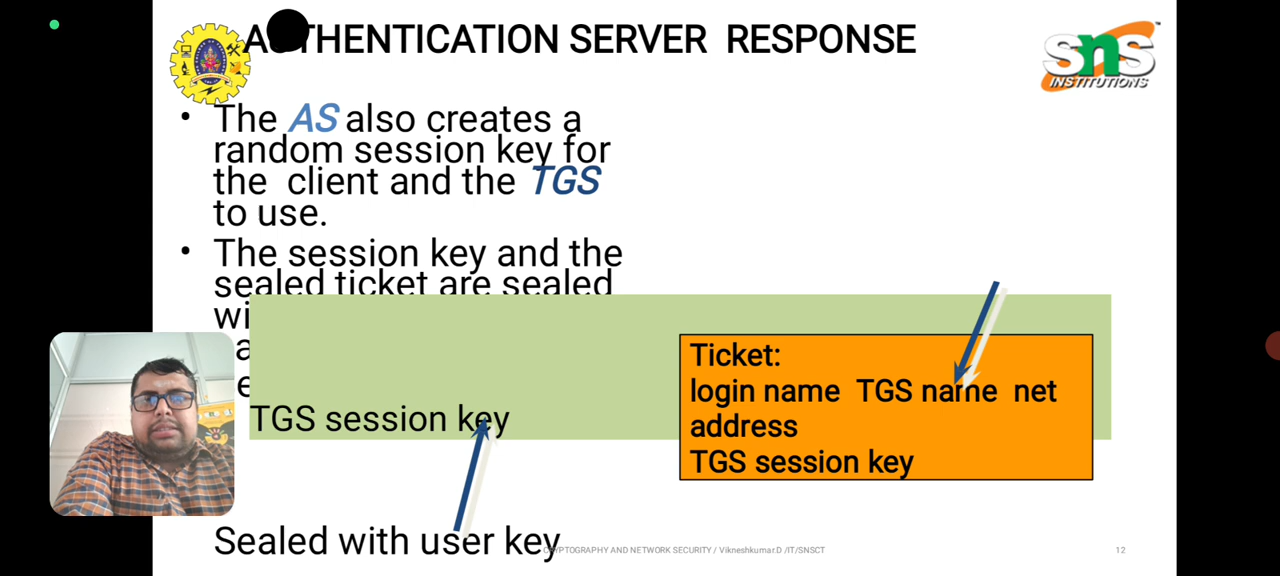 AUTHENTICATION SERVER RESPONSE
sns
INSTITUTIONS
• The AS also creates a
random session key for
the client and the TGS
to use.
• The session key and the
sealed ticket are sealed
TGS session key
Ticket:
login name TGS name net
address
TGS session key
Sealed with user key
CRYPTOGRAPHY AND NETWORK SECURITY / Vikneshkumar.D /IT/SNSCT
12